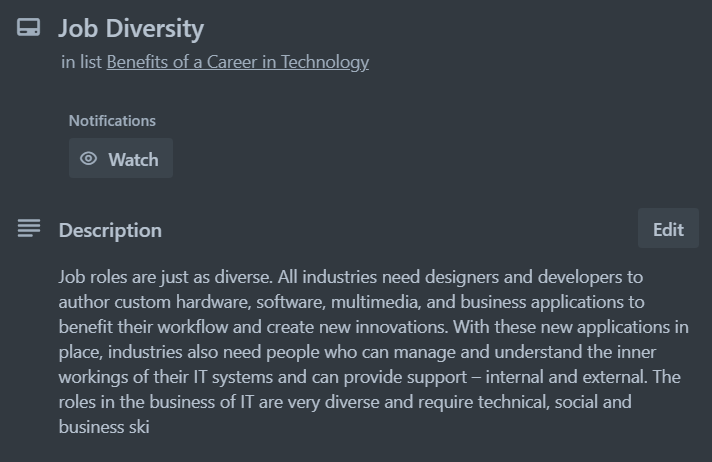 Job Diversity
in list Benefits of a Career in Technology
Notifications
Watch
Description
Edit
Job roles are just as diverse. All industries need designers and developers to
author custom hardware, software, multimedia, and business applications to
benefit their workflow and create new innovations. With these new applications in
place, industries also need people who can manage and understand the inner
workings of their IT systems and can provide support – internal and external. The
roles in the business of IT are very diverse and require technical, social and
business ski